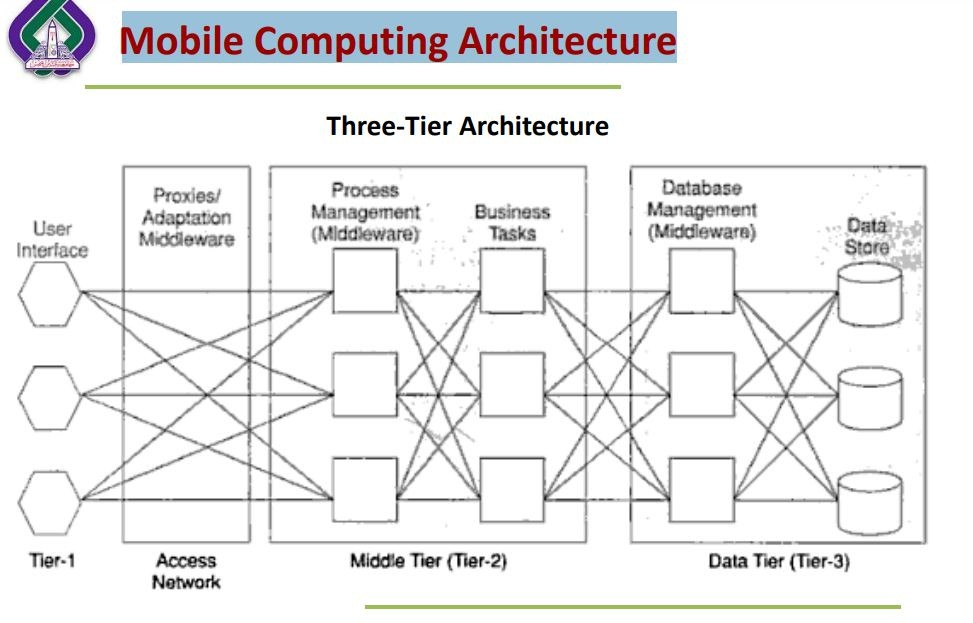 Mobile Computing Architecture
Three-Tier Architecture
User
Interface
Proxies/
Adaptation
Middleware
Process
Management
(Middleware)
Business
Tasks
Database
Management
(Middleware)
Data
Store
Tier-1
Access
Network
Middle Tier (Tier-2)
Data Tier (Tier-3)